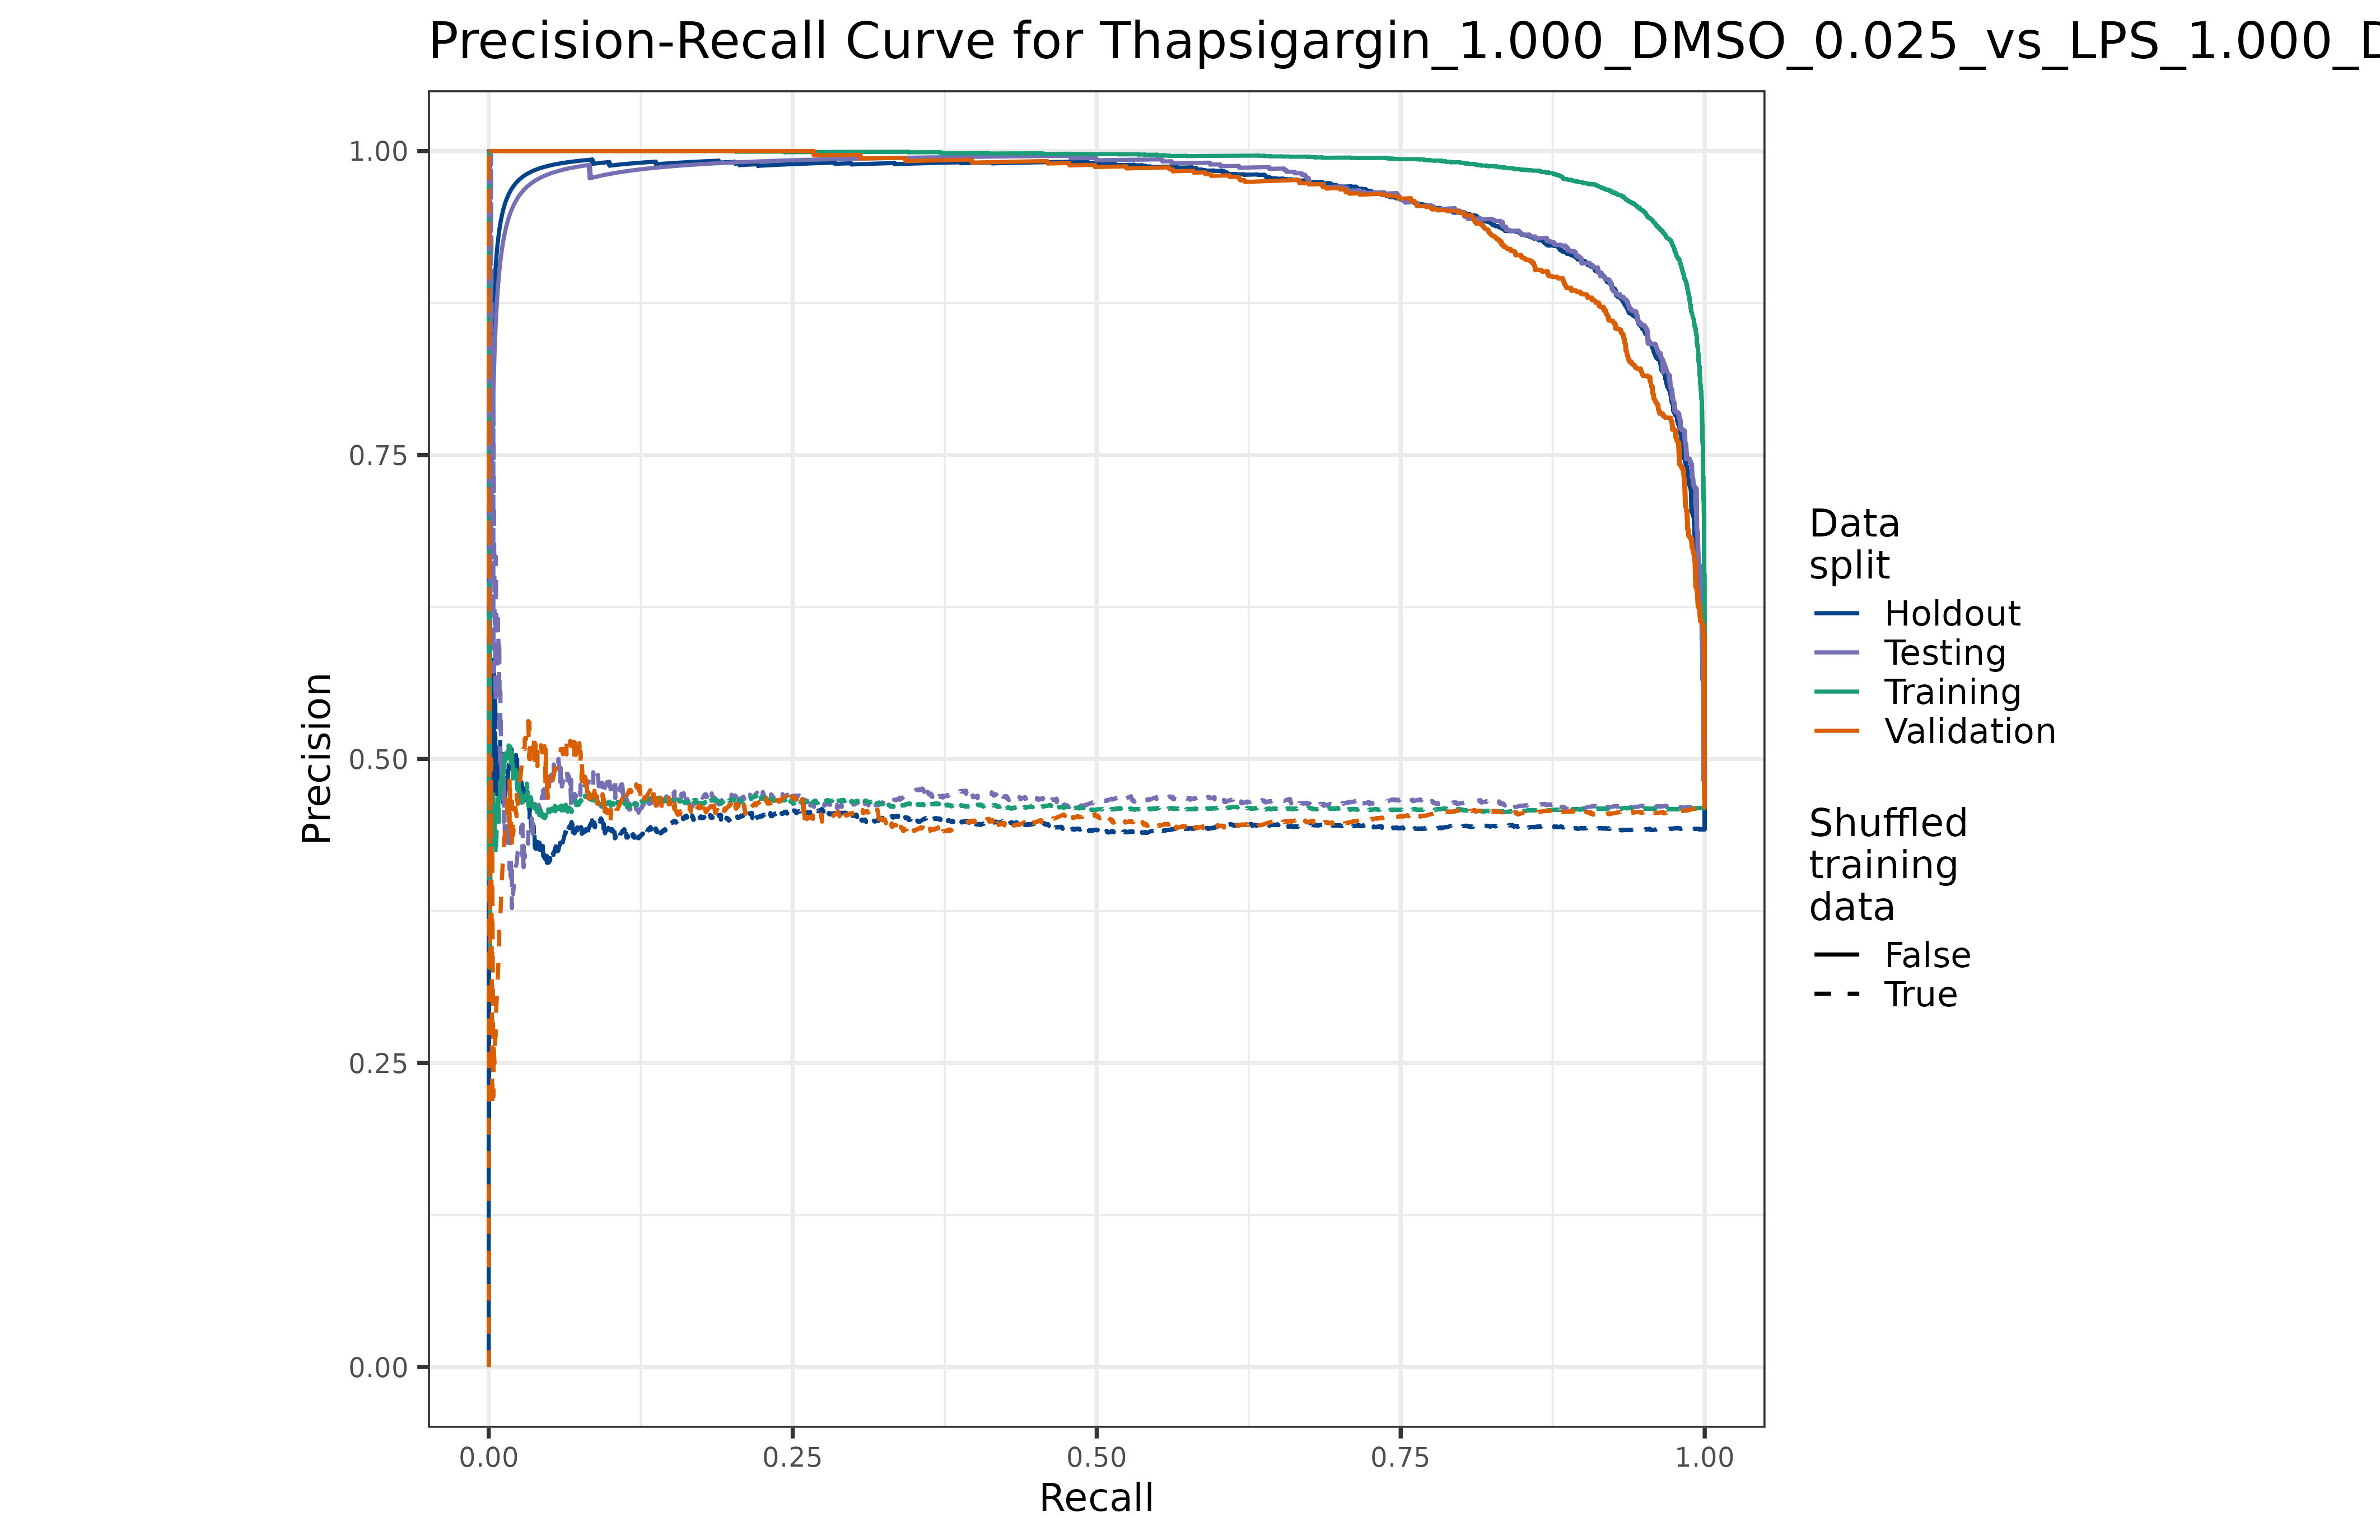 Precision-Recall Curve for Thapsigargin_1.000_DMSO_0.025_vs_LPS_1.000_D
1.00
0.75
0.50
0.25
0.00
Precision
0.00 0.25 0.50 0.75 1.00
Recall
Data
split
Holdout
Testing
Training
Validation
Shuffled
training
data
False
True